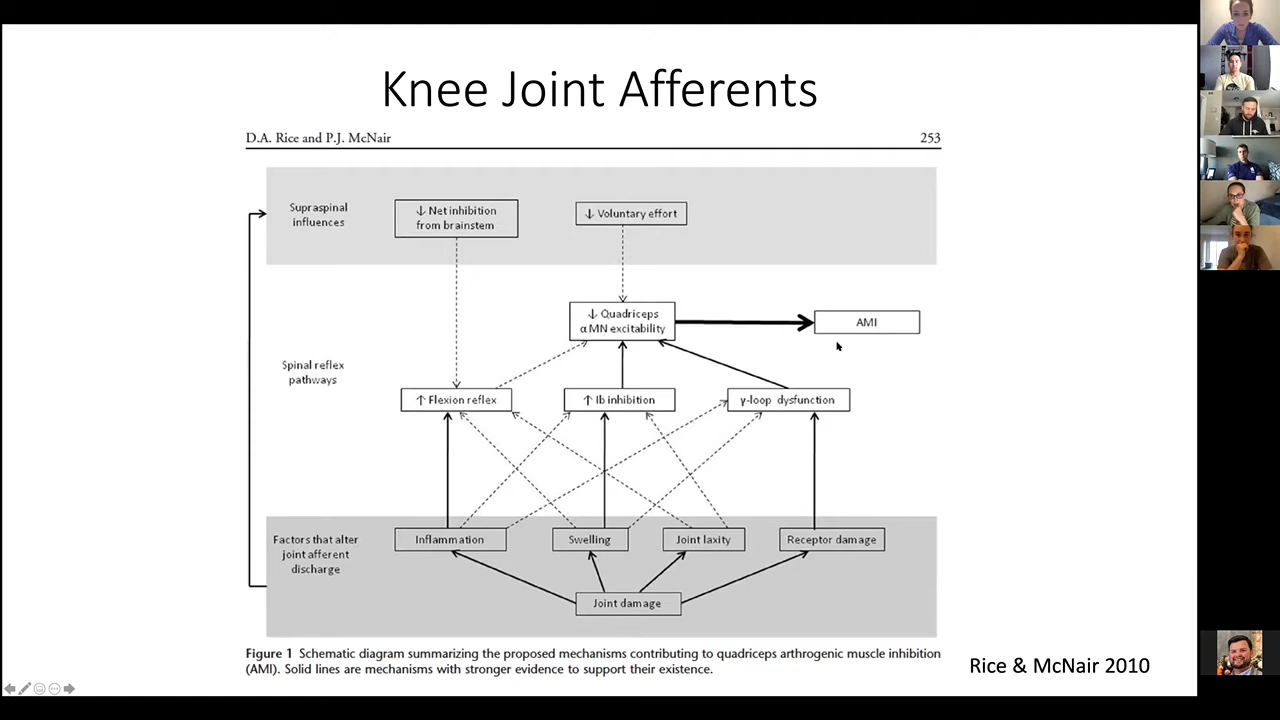 Knee Joint Afferents
D.A. Rice and P.J. McNair
253
Supraspinal
influences
↓ Net inhibition
from brainstem
↓ Voluntary effort
↓ Quadriceps
α MN excitability
AMI
Spinal reflex
pathways
↑ Flexion reflex
↑ Ib inhibition
γ-loop dysfunction
Factors that alter
joint afferent
discharge
Inflammation
Swelling
Joint laxity
Receptor damage
Joint damage
Figure 1 Schematic diagram summarizing the proposed mechanisms contributing to quadriceps arthrogenic muscle inhibition
(AMI). Solid lines are mechanisms with stronger evidence to support their existence.
Rice & McNair 2010